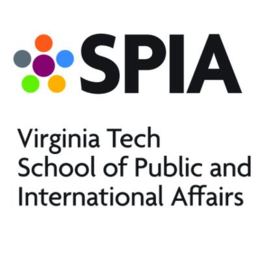 SPIA
Virginia Tech
School of Public and
International Affairs